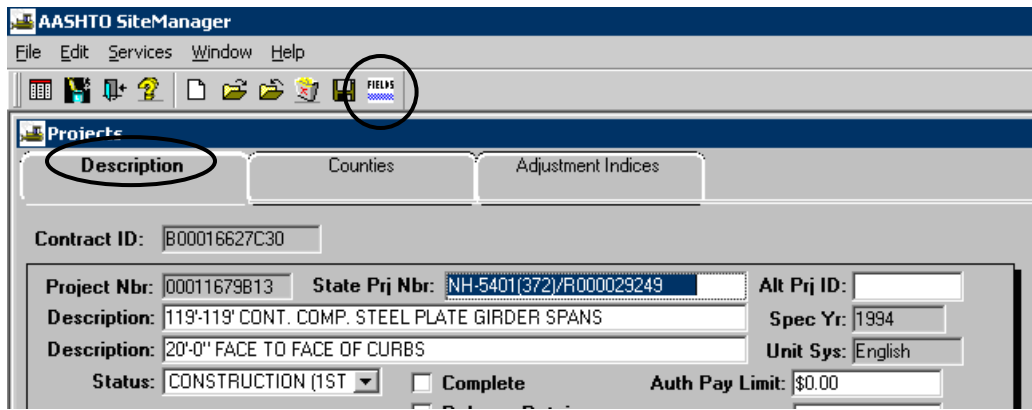 AASHTO SiteManager
File Edit Services Window Help
FIELDS
Projects
Description Counties Adjustment Indices
Contract ID: B00016627C30
Project Nbr: 00011679B13 State Prj Nbr: NH-5401(372)/R000029249 Alt Prj ID:
Description: 119'-119' CONT. COMP. STEEL PLATE GIRDER SPANS Spec Yr: 1994
Description: 20'-0" FACE TO FACE OF CURBS Unit Sys: English
Status: CONSTRUCTION (1ST Complete Auth Pay Limit: $0.00